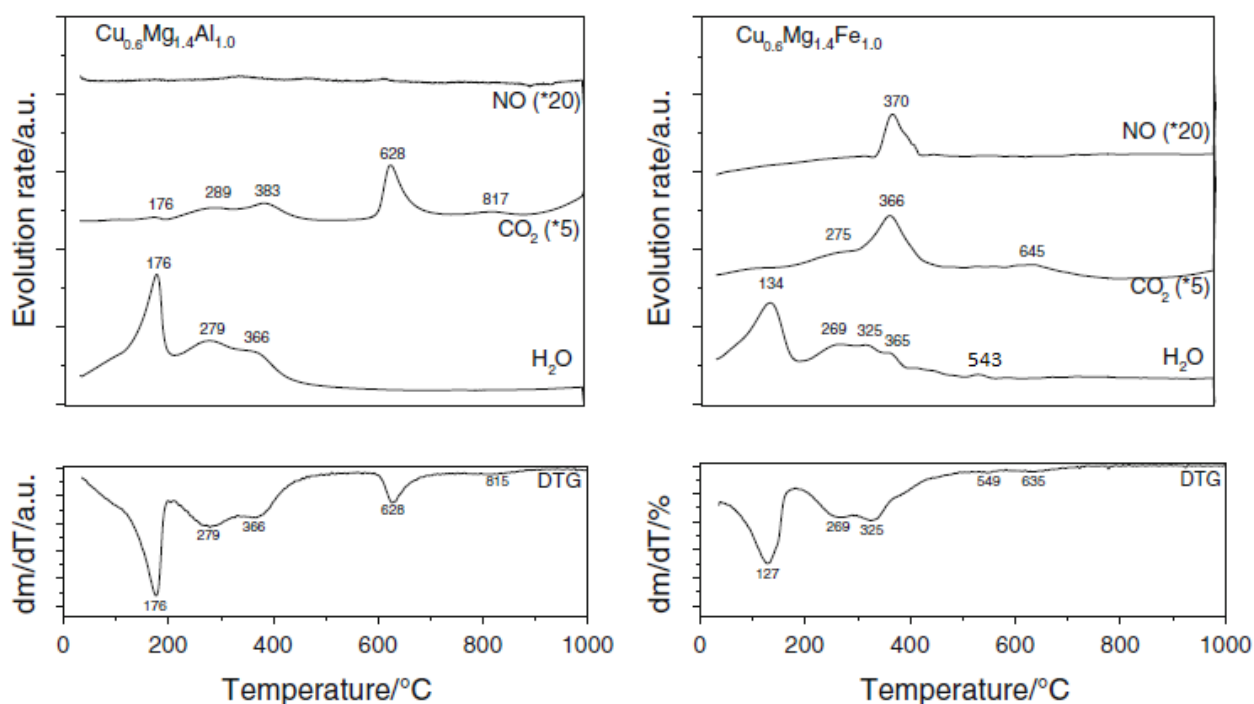 Cu0.6Mg1.4Al1.0
NO (*20)
628
176
289
383
817
CO2 (*5)
176
279
366
H2O
Evolution rate/a.u.
815
DTG
628
279
366
176
dm/dT/a.u.
0
200
400
600
800
1000
Temperature/°C
Cu0.6Mg1.4Fe1.0
370
NO (*20)
366
275
645
CO2 (*5)
134
269
325
365
543
H2O
Evolution rate/a.u.
549
635
DTG
269
325
127
dm/dT/%
0
200
400
600
800
1000
Temperature/°C